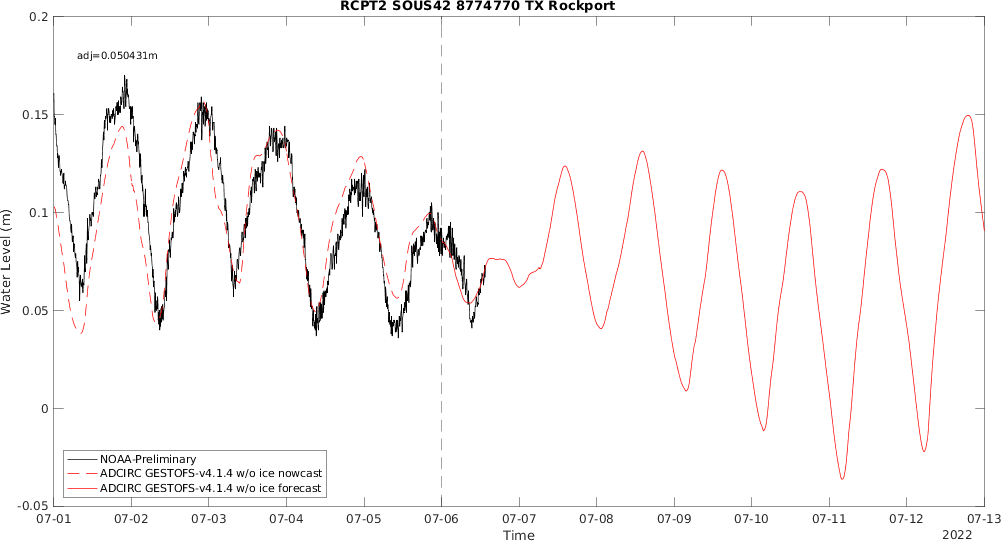 RCPT2 SOUS42 8774770 TX Rockport
adj=0.050431m
0.2
0.15
0.1
0.05
0
-0.05
Water Level (m)
NOAA-Preliminary
ADCIRC GESTOFS-v4.1.4 w/o ice nowcast
ADCIRC GESTOFS-v4.1.4 w/o ice forecast
07-01 07-02 07-03 07-04 07-05 07-06 07-07 07-08 07-09 07-10 07-11 07-12 07-13
Time
2022